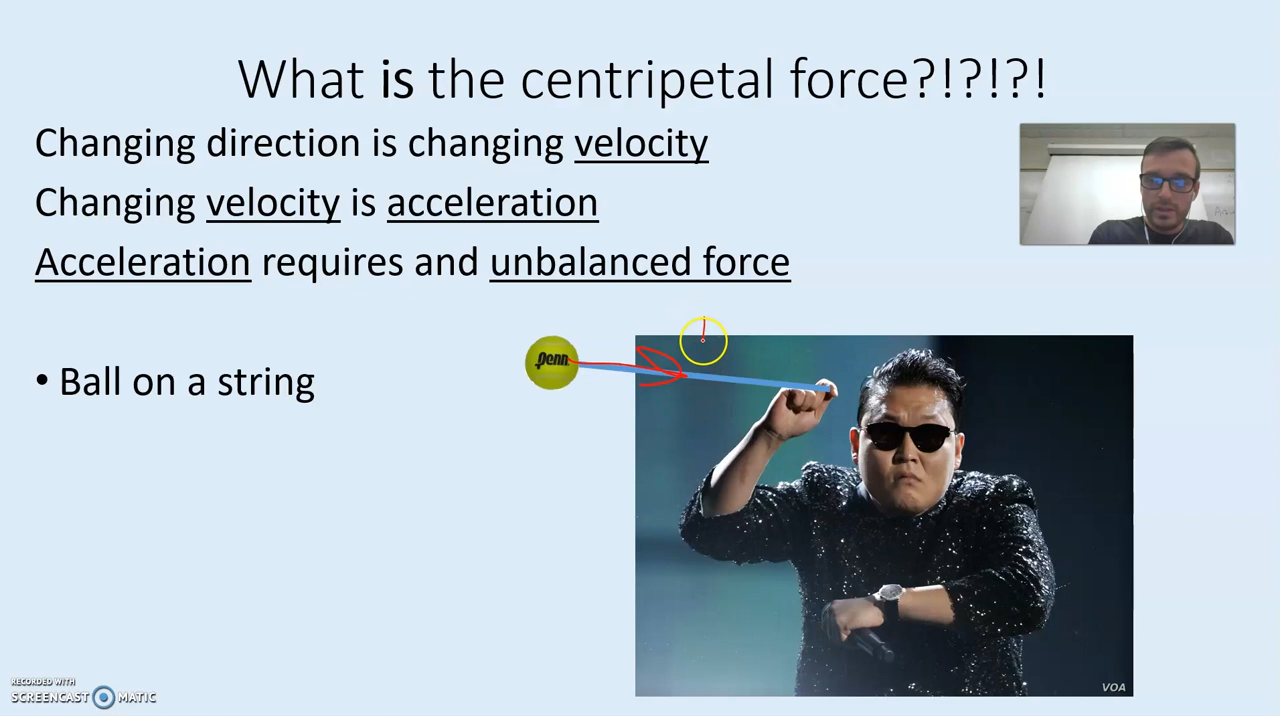 What is the centripetal force?!?!?!
Changing direction is changing velocity
Changing velocity is acceleration
Acceleration requires and unbalanced force
• Ball on a string
Penn
VOA
RECORDED WITH
SCREENCAST MATIC